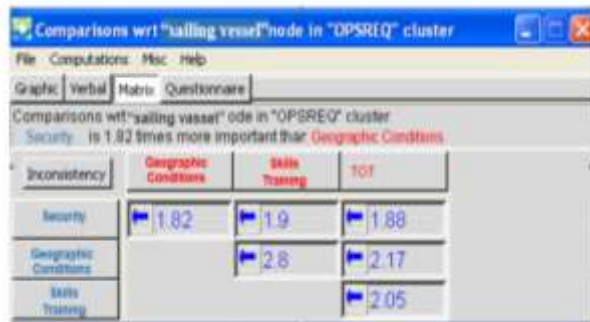 Comparisons wrt "sailing vessel" node in "OPSREQ" cluster
File Computations Misc Help
Graphic Verbal Matrix Questionnaire
Comparisons wrt "sailing vassel" ode in "OPSREQ" cluster
Security is 1.82 times more important than Geographic Conditions
Inconsistency Geographic Conditions Skills Training TOT
Security 1.82 1.9 1.88
Geographic Conditions 2.8 2.17
Skills Training 2.05